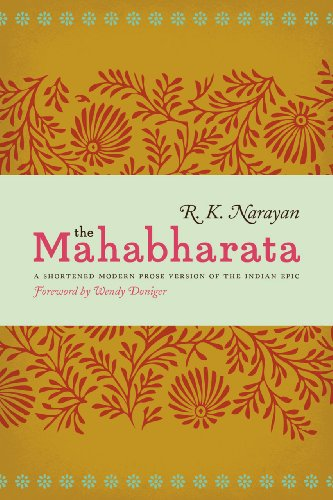 R. K. Narayan
the
Mahabharata
A SHORTENED MODERN PROSE VERSION OF THE INDIAN EPIC
Foreword by Wendy Doniger